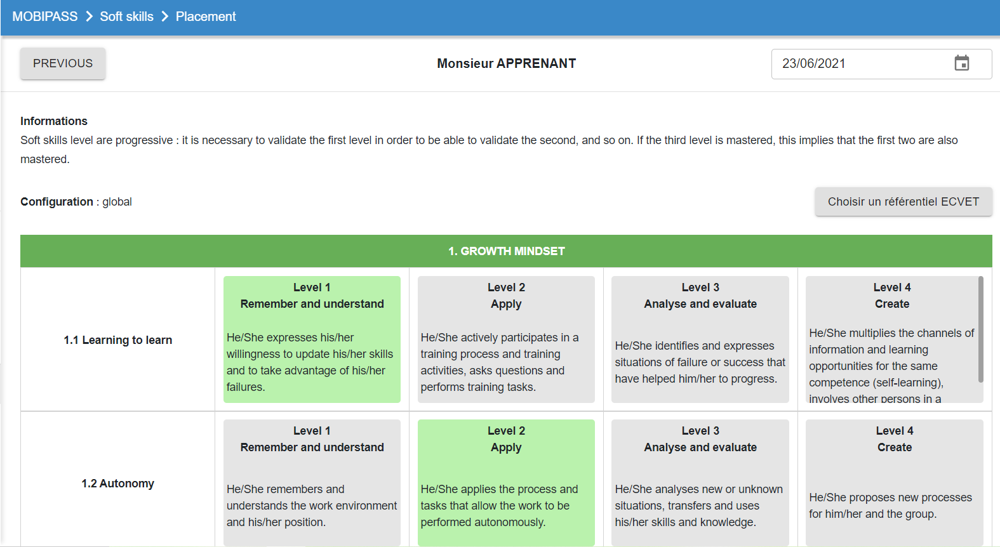 MOBIPASS > Soft skills > Placement
PREVIOUS
Monsieur APPRENANT
23/06/2021
Informations
Soft skills level are progressive : it is necessary to validate the first level in order to be able to validate the second, and so on. If the third level is mastered, this implies that the first two are also
mastered.
Configuration : global
Choisir un référentiel ECVET
1. GROWTH MINDSET
1.1 Learning to learn
Level 1
Remember and understand
He/She expresses his/her
willingness to update his/her skills
and to take advantage of his/her
failures.
Level 2
Apply
He/She actively participates in a
training process and training
activities, asks questions and
performs training tasks.
Level 3
Analyse and evaluate
He/She identifies and expresses
situations of failure or success that
have helped him/her to progress.
Level 4
Create
He/She multiplies the channels of
information and learning
opportunities for the same
competence (self-learning),
involves other persons in a
1.2 Autonomy
Level 1
Remember and understand
He/She remembers and
understands the work environment
and his/her position.
Level 2
Apply
He/She applies the process and
tasks that allow the work to be
performed autonomously.
Level 3
Analyse and evaluate
He/She analyses new or unknown
situations, transfers and uses
his/her skills and knowledge.
Level 4
Create
He/She proposes new processes
for him/her and the group.